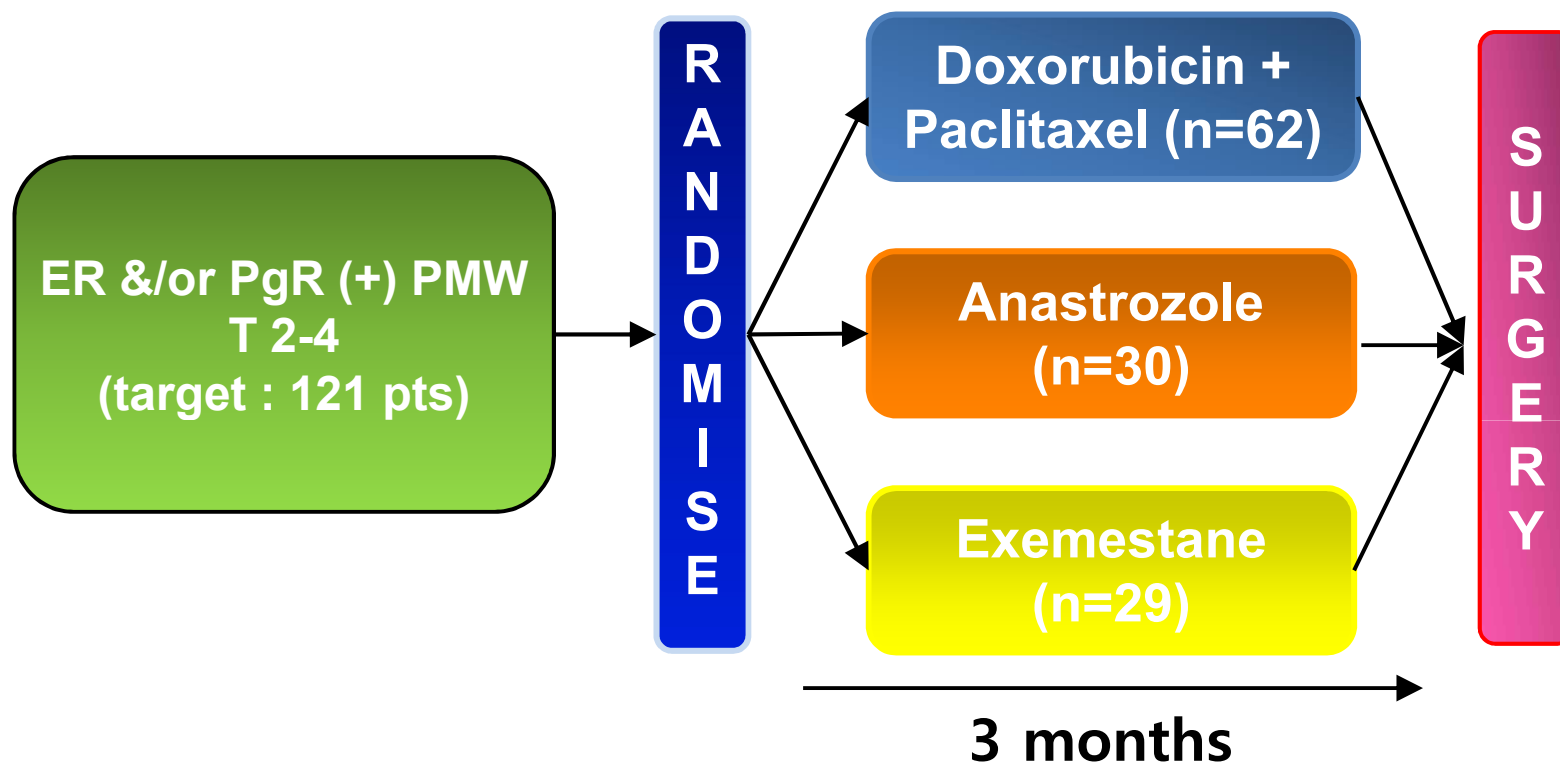 ER &/or PgR (+) PMW
T 2-4
(target : 121 pts)
RANDOMISE
Doxorubicin +
Paclitaxel (n=62)
Anastrozole
(n=30)
Exemestane
(n=29)
3 months
SURGERY